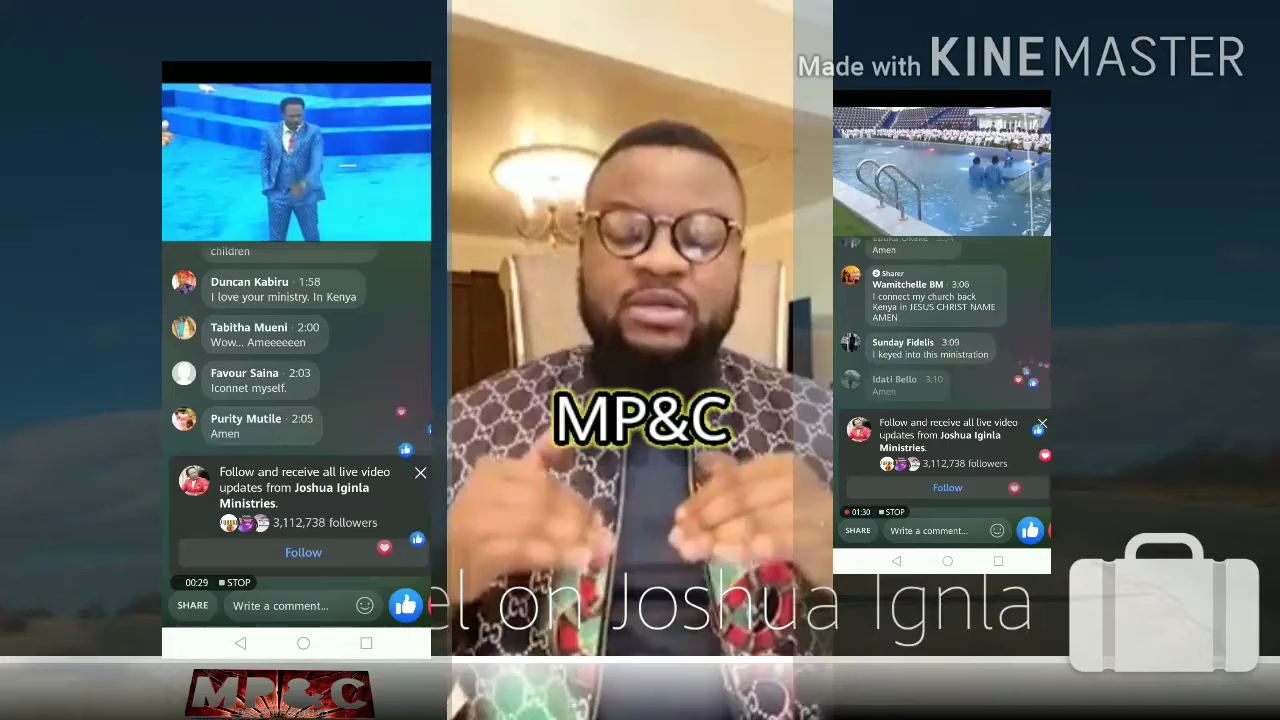 Made with KINEMASTER
children
Duncan Kabiru · 1:58
I love your ministry. In Kenya
Tabitha Mueni · 2:00
Wow... Ameeeeeen
Favour Saina · 2:03
Iconnet myself.
Purity Mutile · 2:05
Amen
Follow and receive all live video
updates from Joshua Iginla
Ministries.
3,112,738 followers
Follow
00:29 STOP
SHARE
Write a comment...
MP&C
Amen
Sharer
Wamitchelle BM · 3:06
I connect my church back
Kenya in JESUS CHRIST NAME
AMEN
Sunday Fidelis · 3:09
I keyed into this ministration
Idati Bello · 3:10
Amen
Follow and receive all live video
updates from Joshua Iginla
Ministries.
3,112,738 followers
Follow
01:30 STOP
SHARE
Write a comment...
el on Joshua Ignla
MP&C